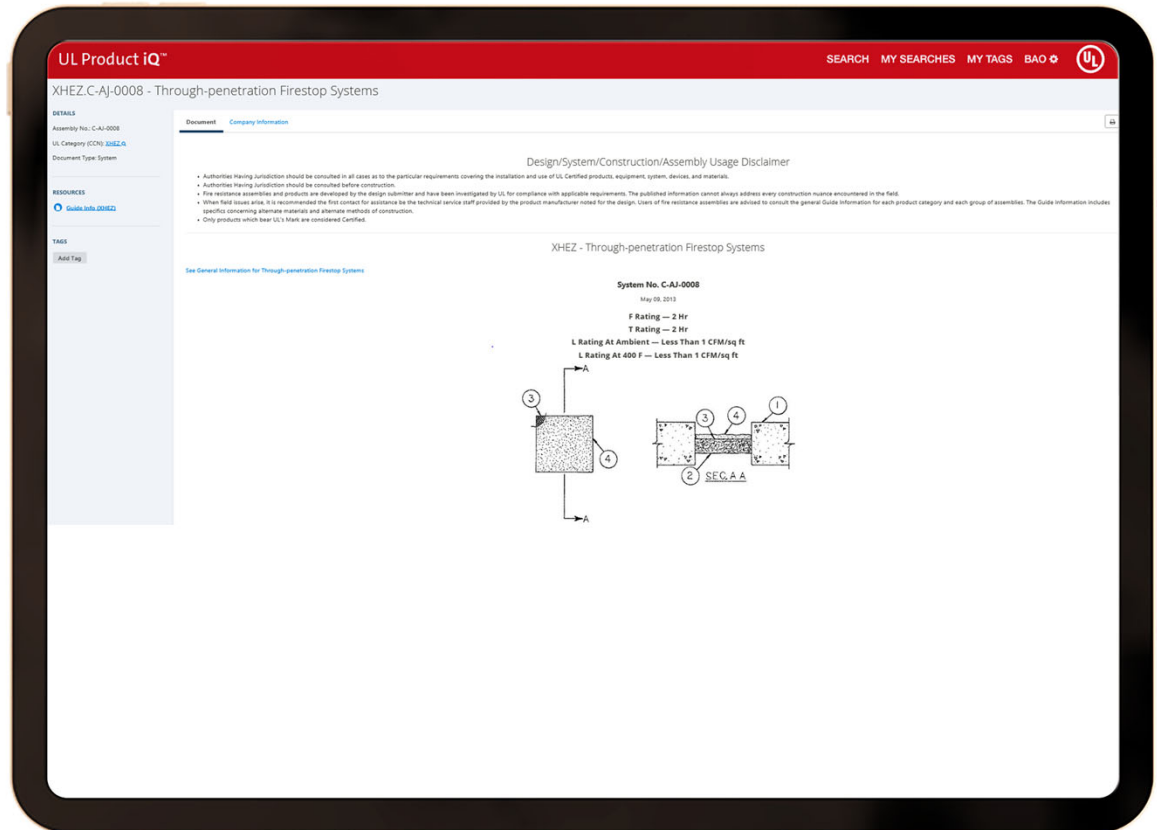 UL Product iQ™
SEARCH MY SEARCHES MY TAGS BAO
UL
XHEZ.C-AJ-0008 - Through-penetration Firestop Systems
DETAILS
Assembly No.: C-AJ-0008
UL Category (CCN): XHEZ
Document Type: System
RESOURCES
Guide Info (XHEZ)
TAGS
Add Tag
Document Company Information
Design/System/Construction/Assembly Usage Disclaimer
• Authorities Having Jurisdiction should be consulted in all cases as to the particular requirements covering the installation and use of UL Certified products, equipment, system, devices, and materials.
• Authorities Having Jurisdiction should be consulted before construction.
• Fire resistance assemblies and products are developed by the design submitter and have been investigated by UL for compliance with applicable requirements. The published information cannot always address every construction nuance encountered in the field.
• When field issues arise, it is recommended the first contact for assistance be the technical service staff provided by the product manufacturer noted for the design. Users of fire resistance assemblies are advised to consult the general Guide Information for each product category and each group of assemblies. The Guide Information includes
specifics concerning alternate materials and alternate methods of construction.
• Only products which bear UL's Mark are considered Certified.
XHEZ - Through-penetration Firestop Systems
See General Information for Through-penetration Firestop Systems
System No. C-AJ-0008
May 09, 2013
F Rating — 2 Hr
T Rating — 2 Hr
L Rating At Ambient — Less Than 1 CFM/sq ft
L Rating At 400 F — Less Than 1 CFM/sq ft
A
3
4
A
3
4
1
2
SEC. A A